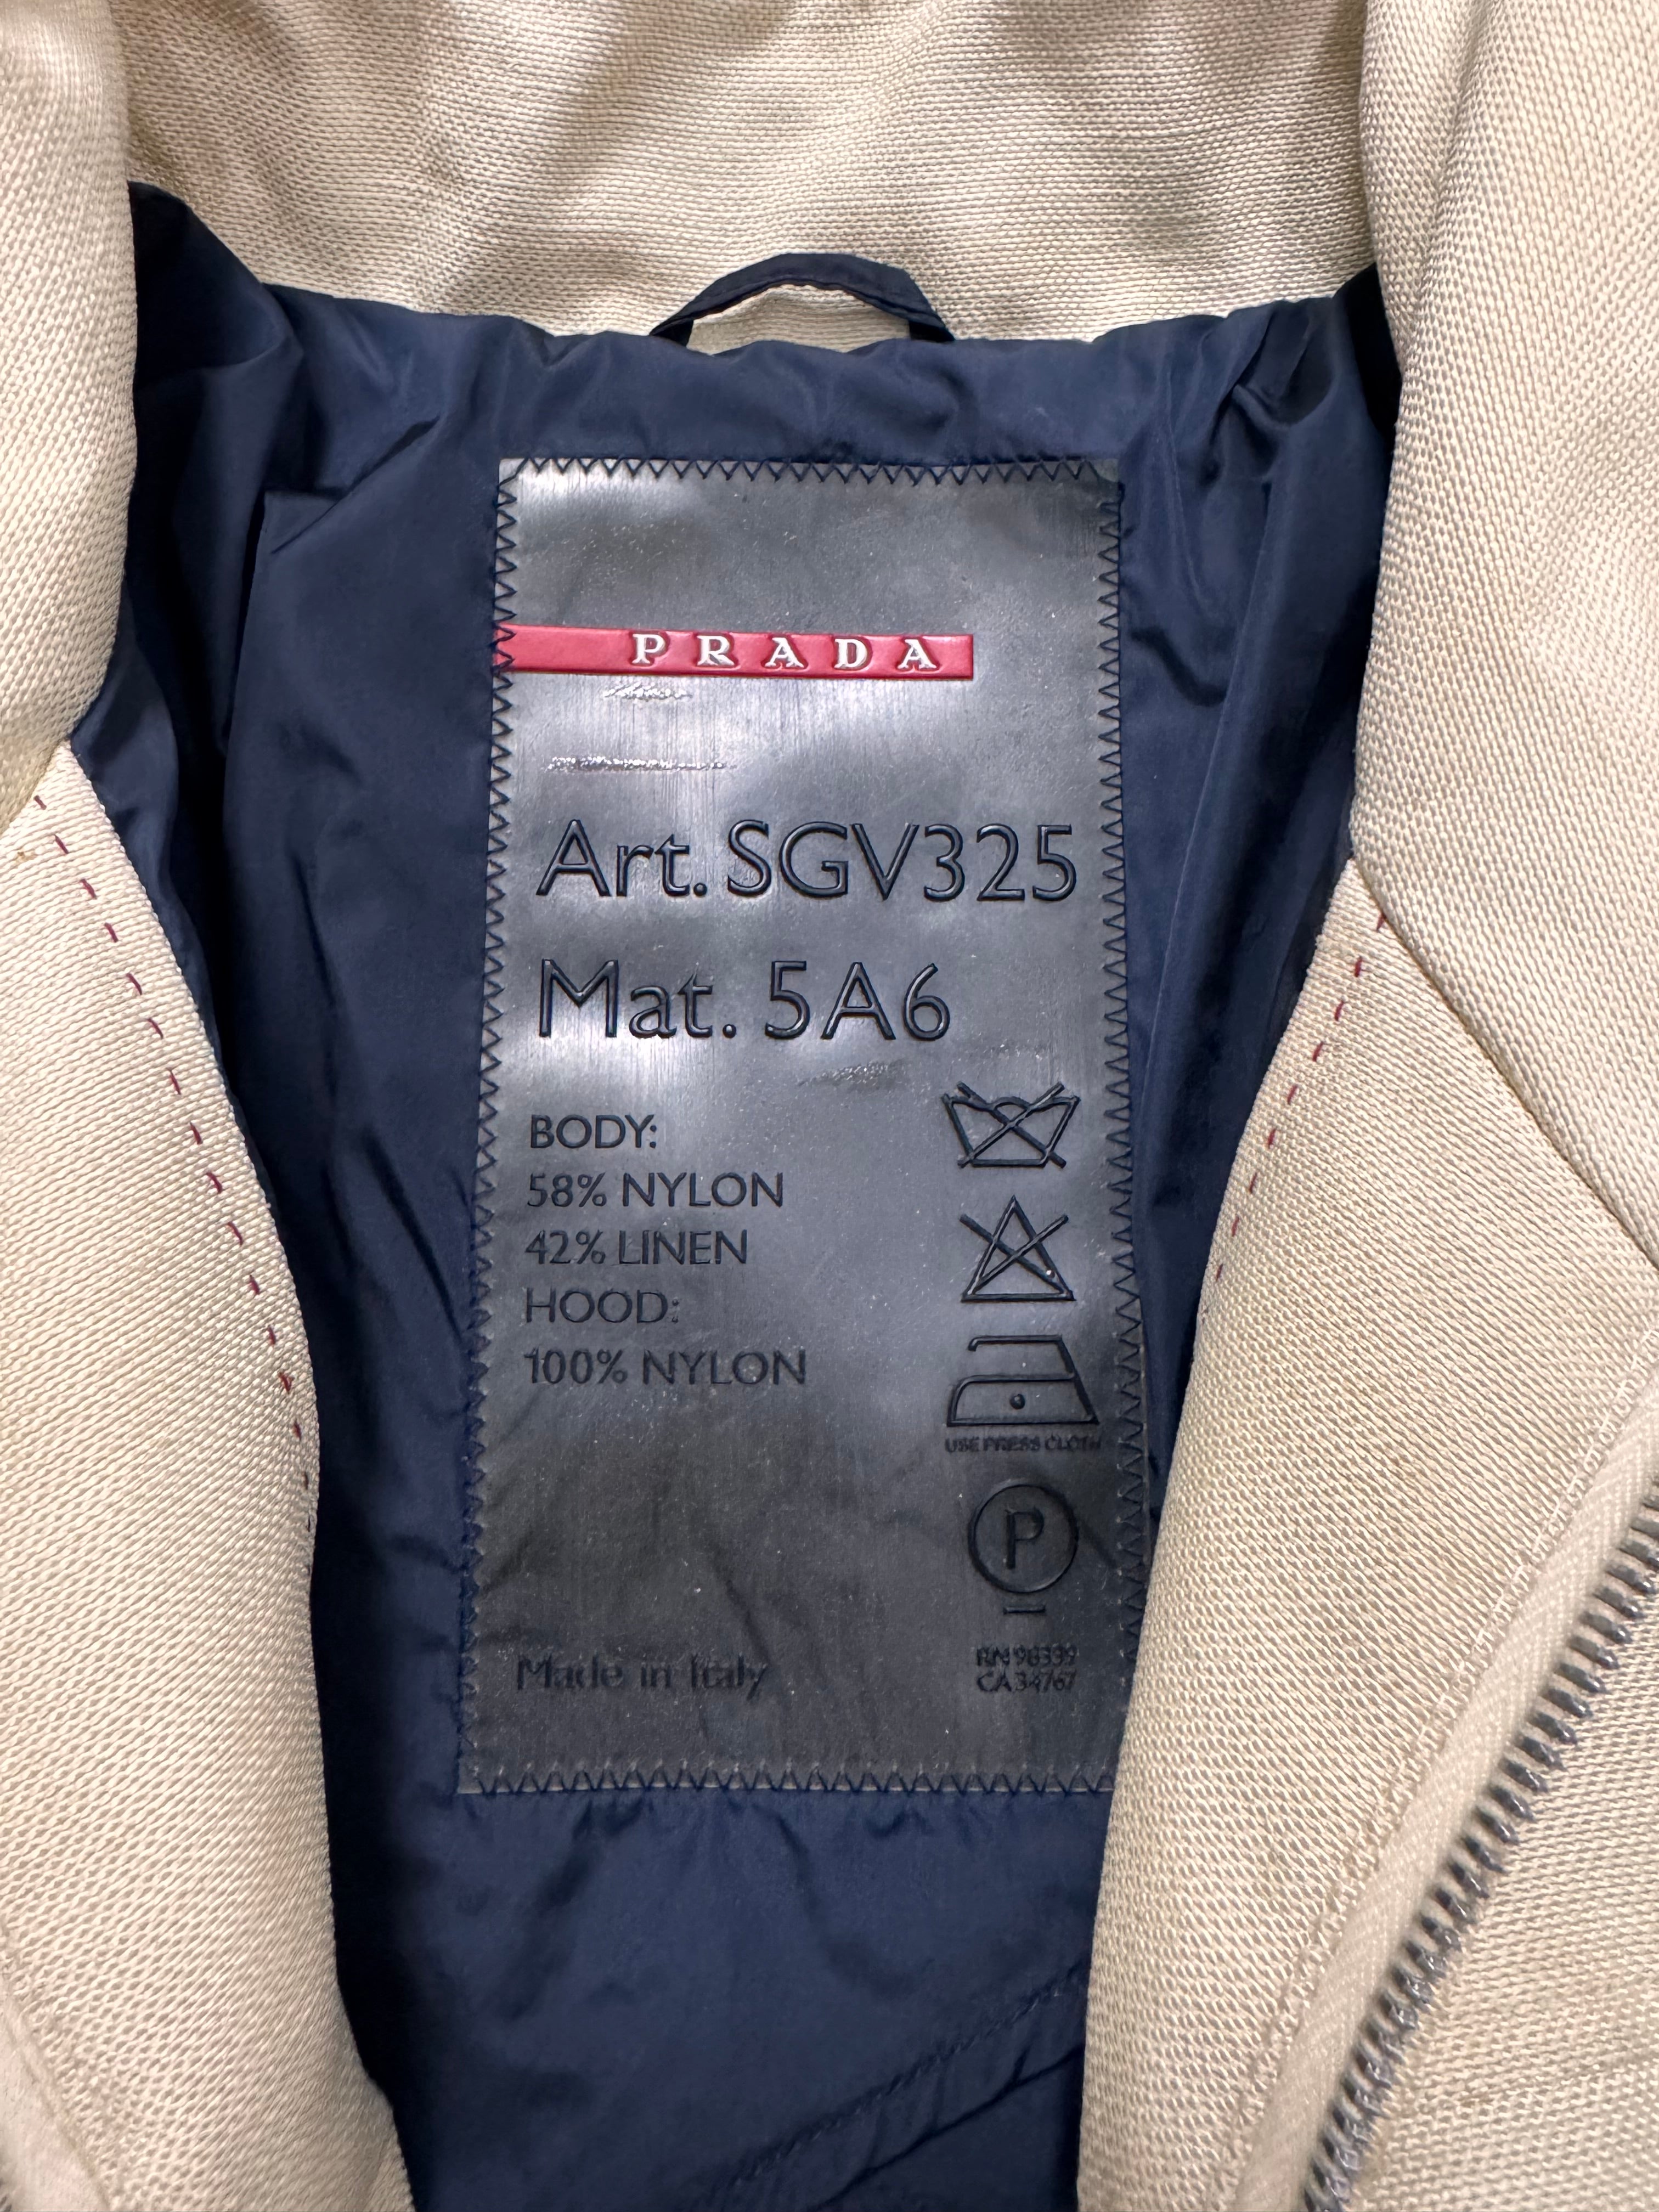 PRADA
Art. SGV325
Mat. 5A6
BODY:
58% NYLON
42% LINEN
HOOD:
100% NYLON
USE PRESS CLOTH
P
Made in Italy
RN 98339
CA 34767